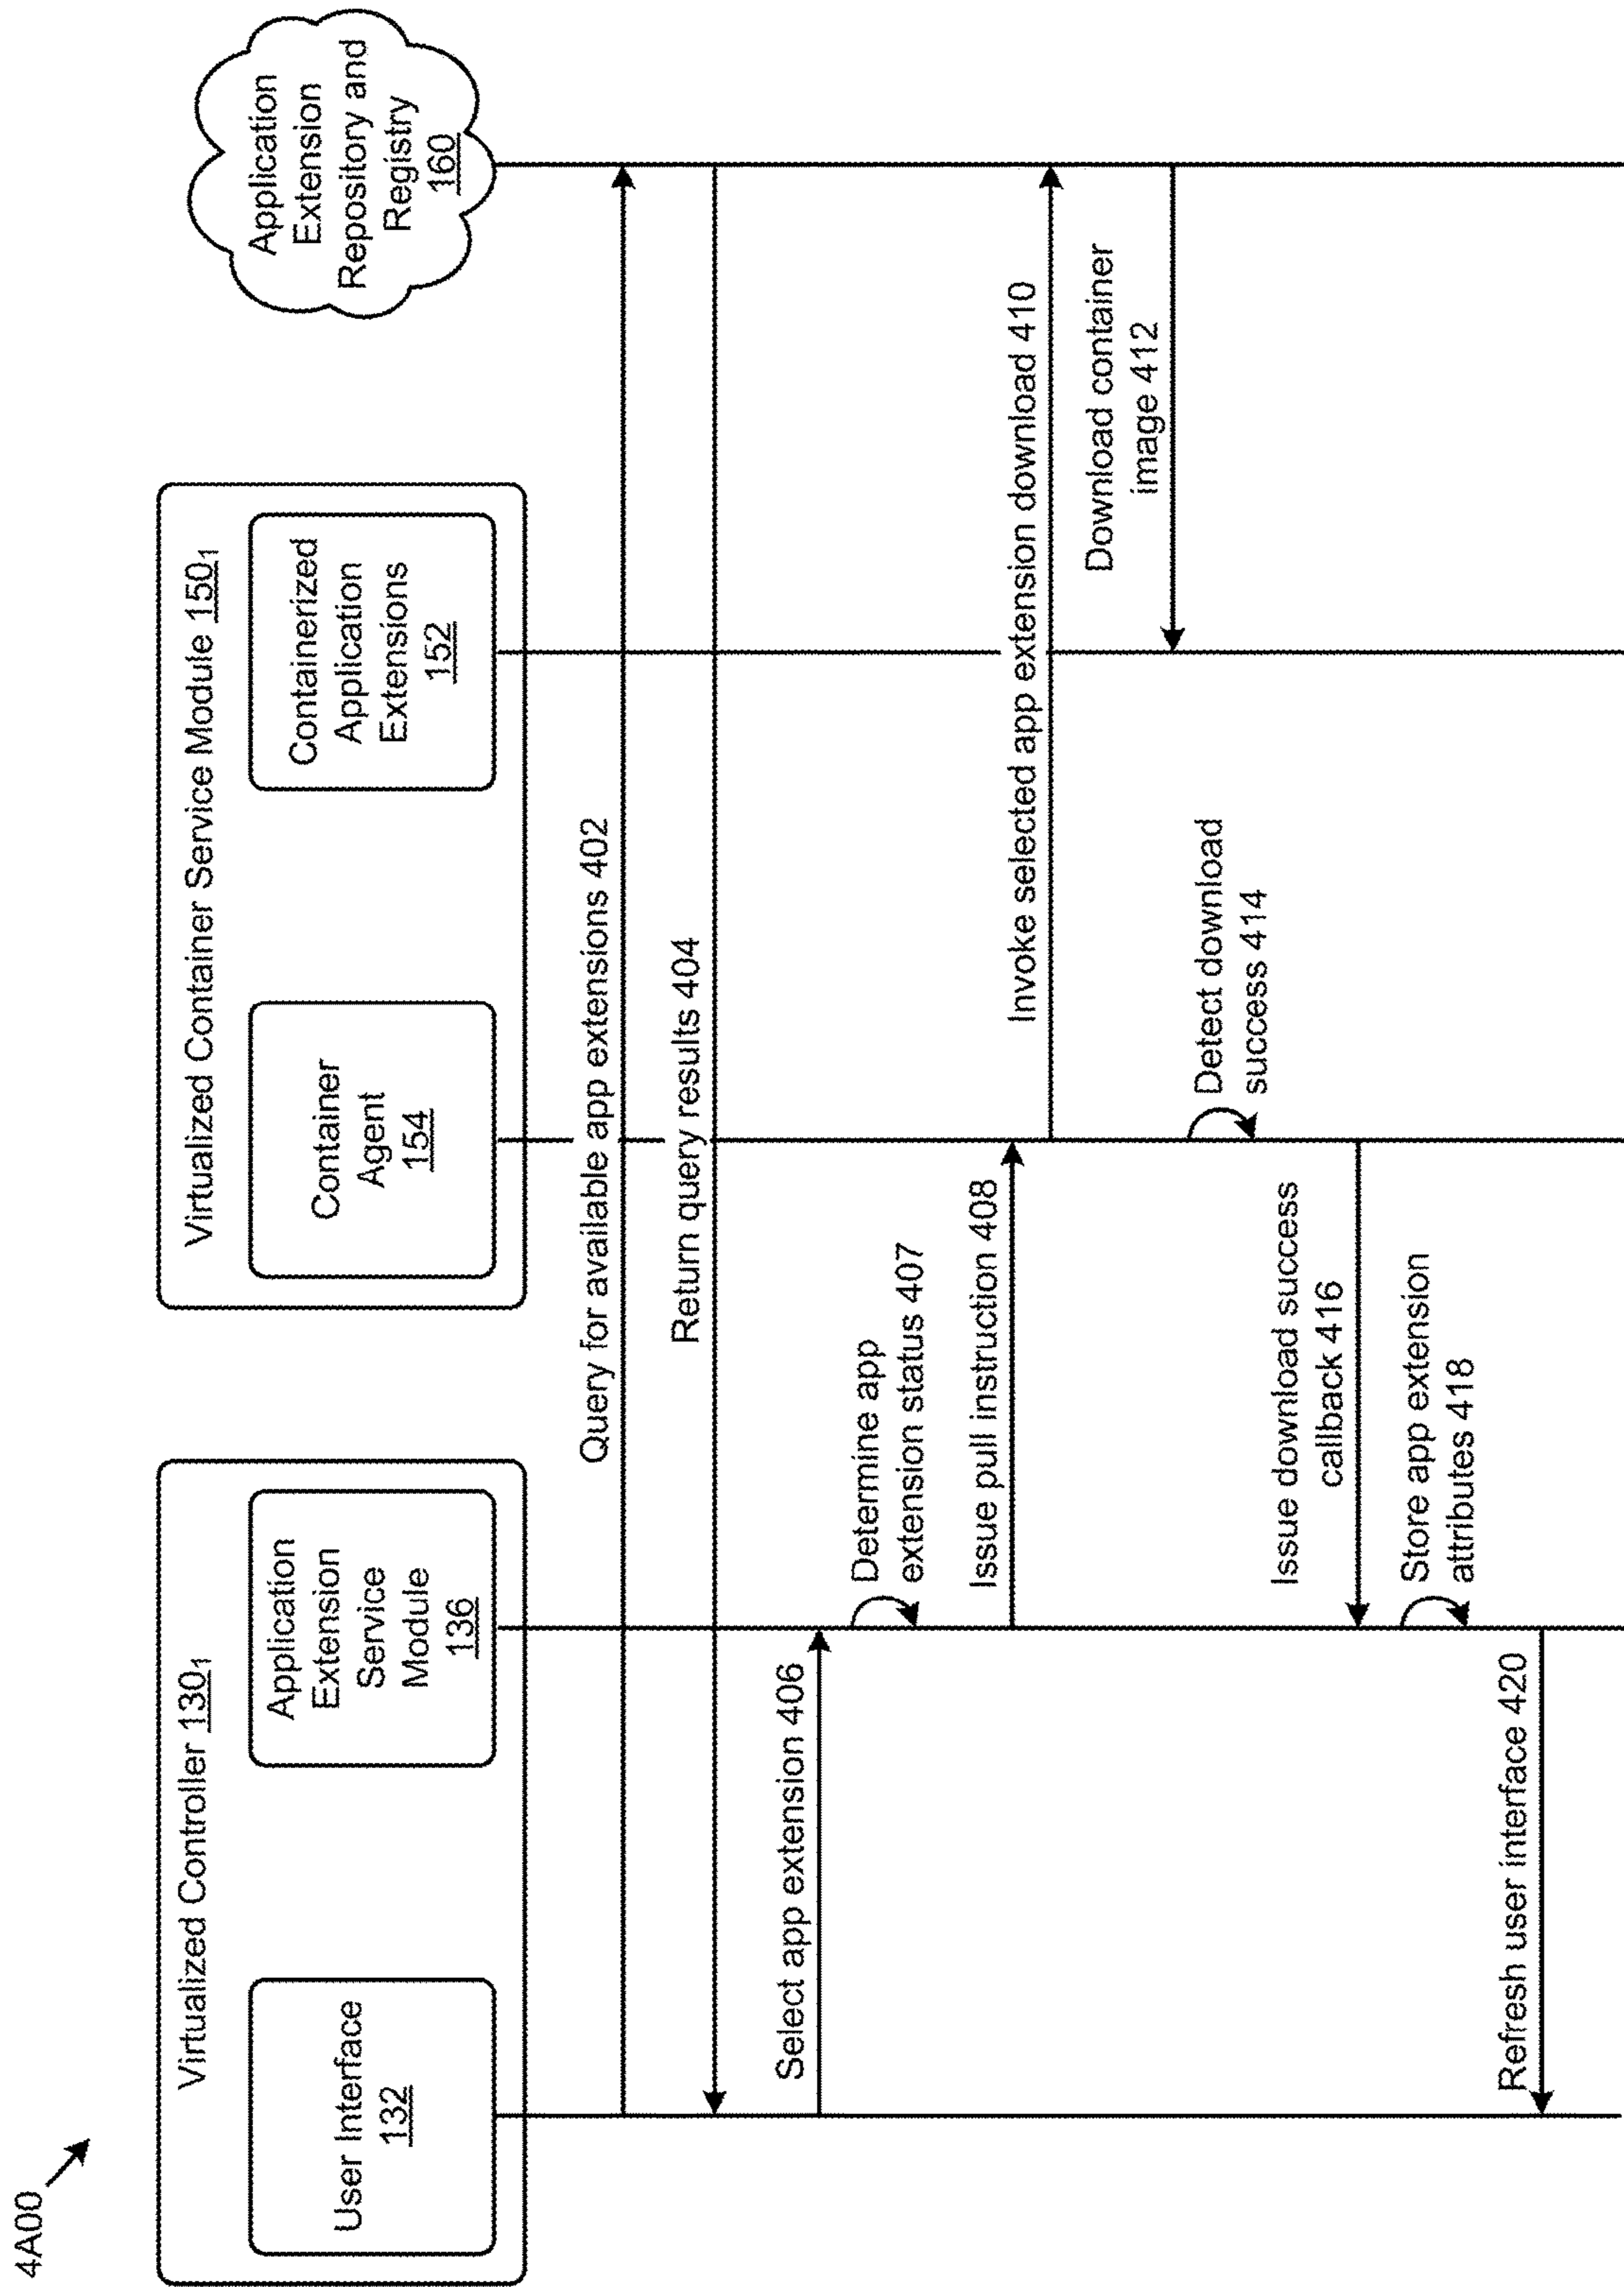 4A00
Virtualized Controller 130₁
User Interface
132
Application
Extension
Service
Module
136
Virtualized Container Service Module 150₁
Container
Agent
154
Containerized
Application
Extensions
152
Application
Extension
Repository and
Registry
160
Query for available app extensions 402
Return query results 404
Select app extension 406
Determine app
extension status 407
Issue pull instruction 408
Invoke selected app extension download 410
Download container
image 412
Detect download
success 414
Issue download success
callback 416
Store app extension
attributes 418
Refresh user interface 420